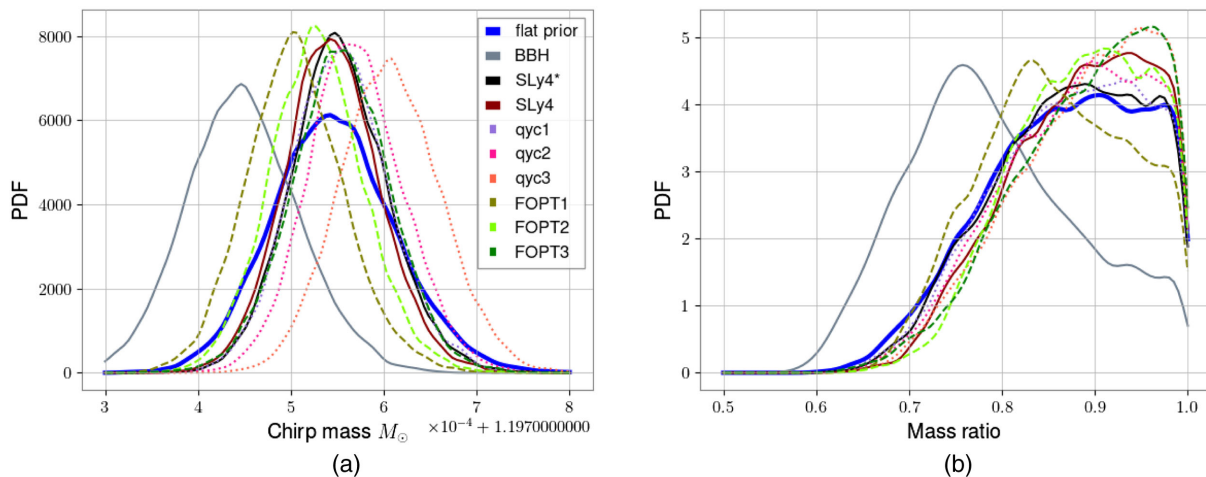 flat prior
BBH
SLy4*
SLy4
qyc1
qyc2
qyc3
FOPT1
FOPT2
FOPT3
PDF
8000
6000
4000
2000
0
3 4 5 6 7 8
Chirp mass M⊙ ×10⁻⁴ + 1.1970000000
(a)
PDF
5
4
3
2
1
0
0.5 0.6 0.7 0.8 0.9 1.0
Mass ratio
(b)